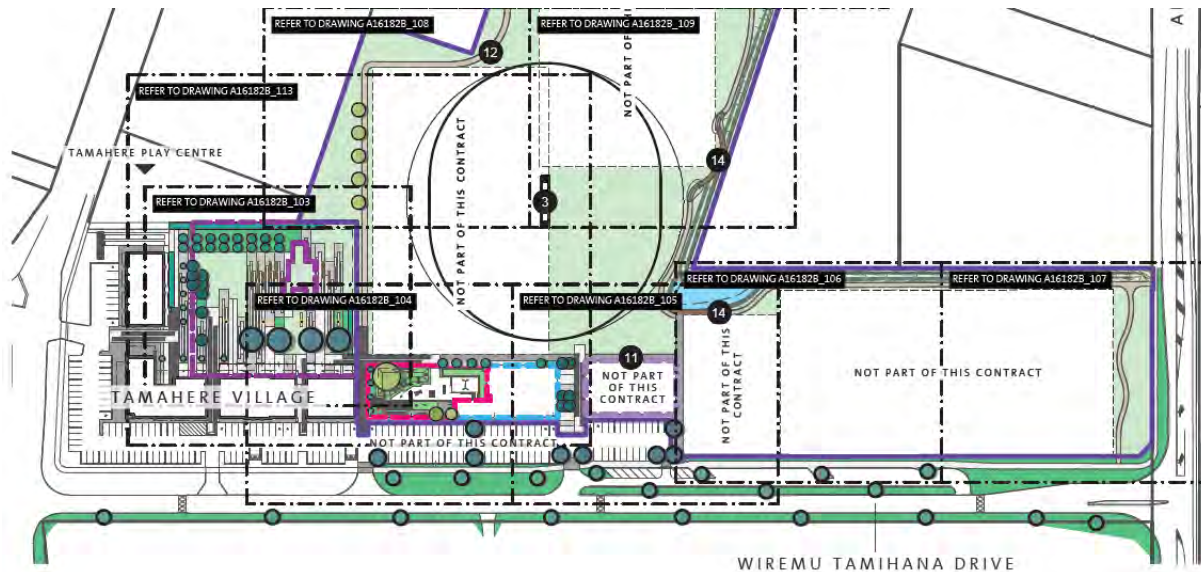 REFER TO DRAWING A16182B_108
REFER TO DRAWING A16182B_109
A
12
NOT PART OF THIS CONTRACT
REFER TO DRAWING A16182B_113
TAMAHERE PLAY CENTRE
14
NOT PART OF THIS CONTRACT
REFER TO DRAWING A16182B_103
3
REFER TO DRAWING A16182B_106
REFER TO DRAWING A16182B_107
REFER TO DRAWING A16182B_104
REFER TO DRAWING A16182B_105
14
11
NOT PART
OF THIS
CONTRACT
NOT PART OF THIS
CONTRACT
NOT PART OF THIS CONTRACT
TAMAHERE VILLAGE
NOT PART OF THIS CONTRACT
WIREMU TAMIHANA DRIVE